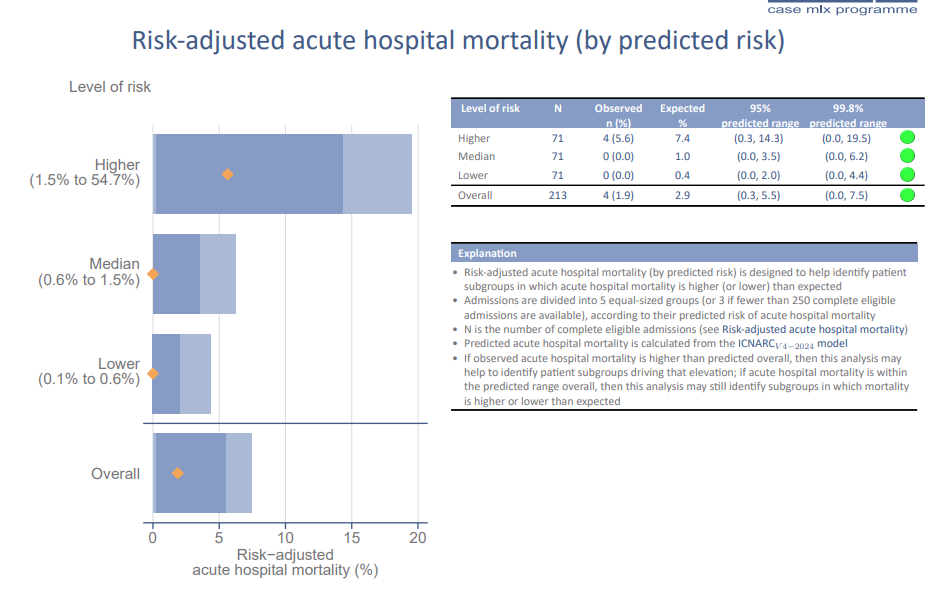 case mix programme
Risk-adjusted acute hospital mortality (by predicted risk)
Level of risk
Higher
(1.5% to 54.7%)
Median
(0.6% to 1.5%)
Lower
(0.1% to 0.6%)
Overall
0 5 10 15 20
Risk−adjusted
acute hospital mortality (%)
Level of risk N Observed Expected 95% 99.8%
n (%) % predicted range predicted range
Higher 71 4 (5.6) 7.4 (0.3, 14.3) (0.0, 19.5)
Median 71 0 (0.0) 1.0 (0.0, 3.5) (0.0, 6.2)
Lower 71 0 (0.0) 0.4 (0.0, 2.0) (0.0, 4.4)
Overall 213 4 (1.9) 2.9 (0.3, 5.5) (0.0, 7.5)
Explanation
• Risk-adjusted acute hospital mortality (by predicted risk) is designed to help identify patient
subgroups in which acute hospital mortality is higher (or lower) than expected
• Admissions are divided into 5 equal-sized groups (or 3 if fewer than 250 complete eligible
admissions are available), according to their predicted risk of acute hospital mortality
• N is the number of complete eligible admissions (see Risk-adjusted acute hospital mortality)
• Predicted acute hospital mortality is calculated from the ICNARCV4−2024 model
• If observed acute hospital mortality is higher than predicted overall, then this analysis may
help to identify patient subgroups driving that elevation; if acute hospital mortality is within
the predicted range overall, then this analysis may still identify subgroups in which mortality
is higher or lower than expected